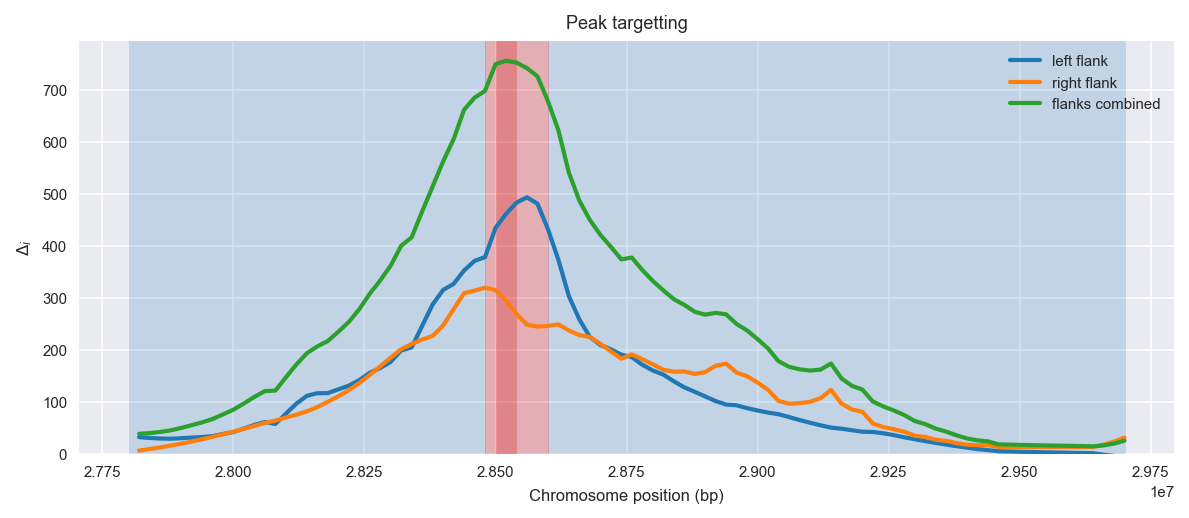 Peak targetting
left flank
right flank
flanks combined
700
600
500
400
300
200
100
0
Δi
2.775 2.800 2.825 2.850 2.875 2.900 2.925 2.950 2.975
1e7
Chromosome position (bp)